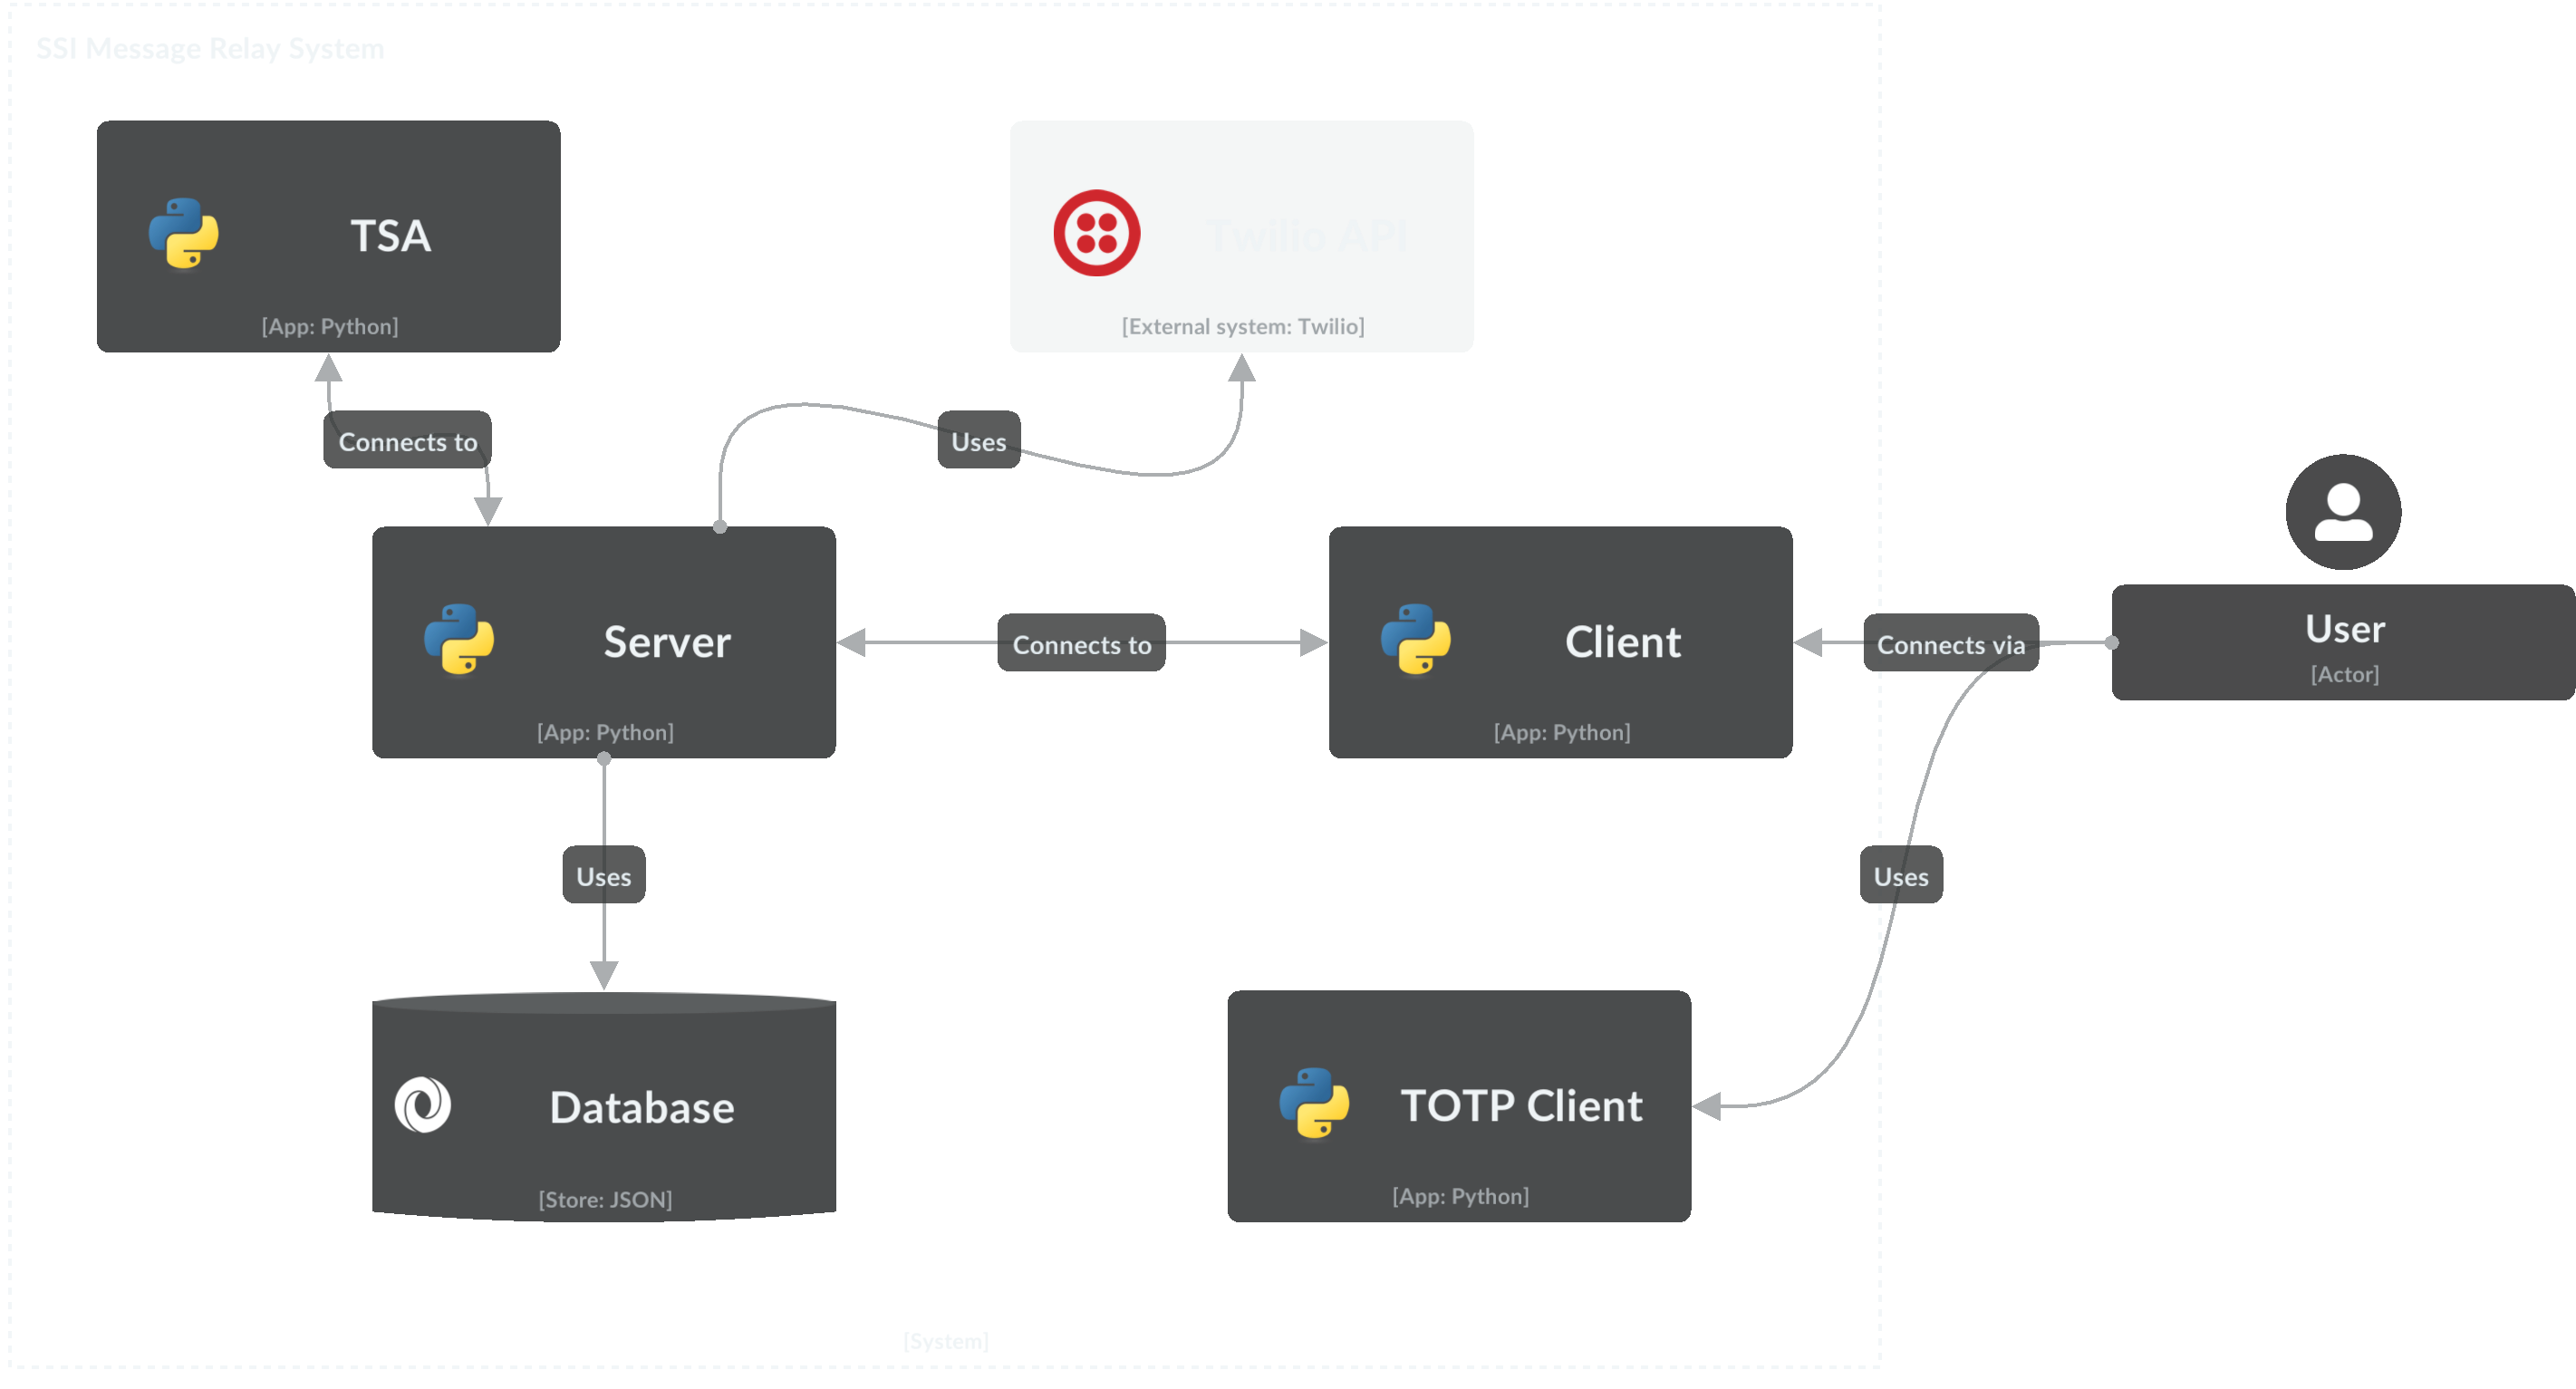 SSI Message Relay System
TSA
[App: Python]
Twilio API
[External system: Twilio]
Connects to
Uses
Server
[App: Python]
Connects to
Client
[App: Python]
Connects via
User
[Actor]
Uses
Uses
Database
[Store: JSON]
TOTP Client
[App: Python]
[System]